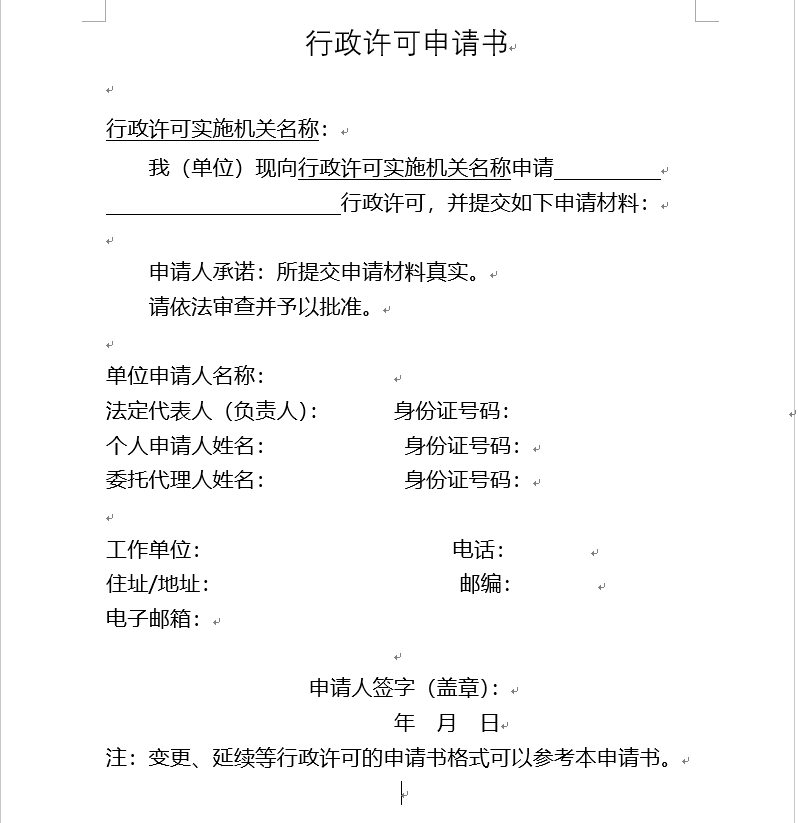 行政许可申请书
行政许可实施机关名称：
我（单位）现向行政许可实施机关名称申请__________
______________________行政许可，并提交如下申请材料：
申请人承诺：所提交申请材料真实。
请依法审查并予以批准。
单位申请人名称：
法定代表人（负责人）： 身份证号码：
个人申请人姓名： 身份证号码：
委托代理人姓名： 身份证号码：
工作单位： 电话：
住址/地址： 邮编：
电子邮箱：
申请人签字（盖章）：
年 月 日
注：变更、延续等行政许可的申请书格式可以参考本申请书。